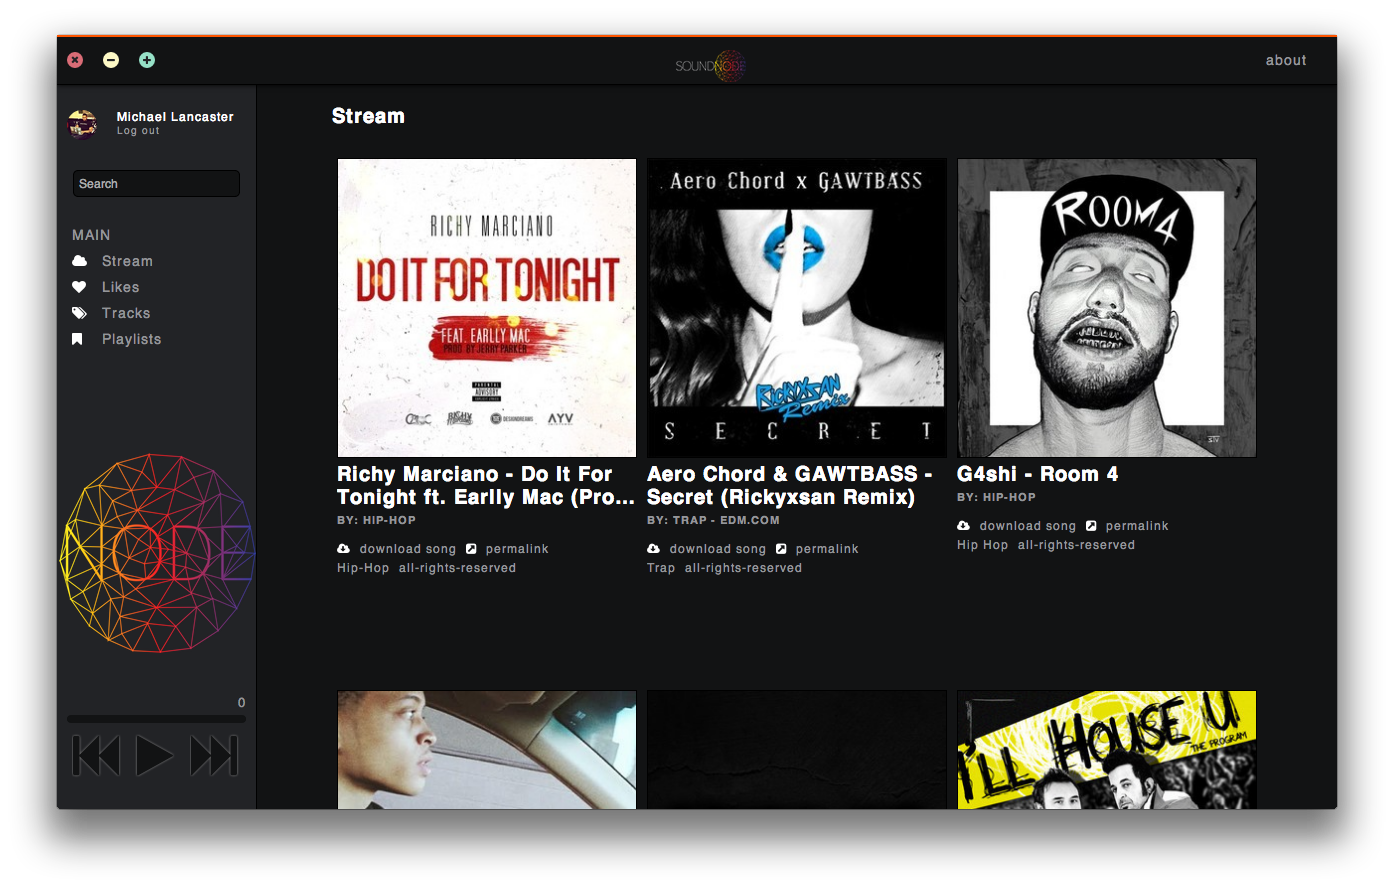 SOUNDNODE
about
Michael Lancaster
Log out
Search
MAIN
Stream
Likes
Tracks
Playlists
NODE
0
Stream
RICHY MARCIANO
DO IT FOR TONIGHT
FEAT. EARLLY MAC
PROD. BY JERRY PARKER
PARENTAL
ADVISORY
DESIGNDREAMS
AYV
Richy Marciano - Do It For
Tonight ft. Earlly Mac (Pro...
BY: HIP-HOP
download song permalink
Hip-Hop all-rights-reserved
Aero Chord x GAWTBASS
RICKYXSAN
Remix
SECRET
Aero Chord & GAWTBASS -
Secret (Rickyxsan Remix)
BY: TRAP - EDM.COM
download song permalink
Trap all-rights-reserved
ROOM4
G4shi - Room 4
BY: HIP-HOP
download song permalink
Hip Hop all-rights-reserved
I'LL HOUSE U
THE PROGRAM